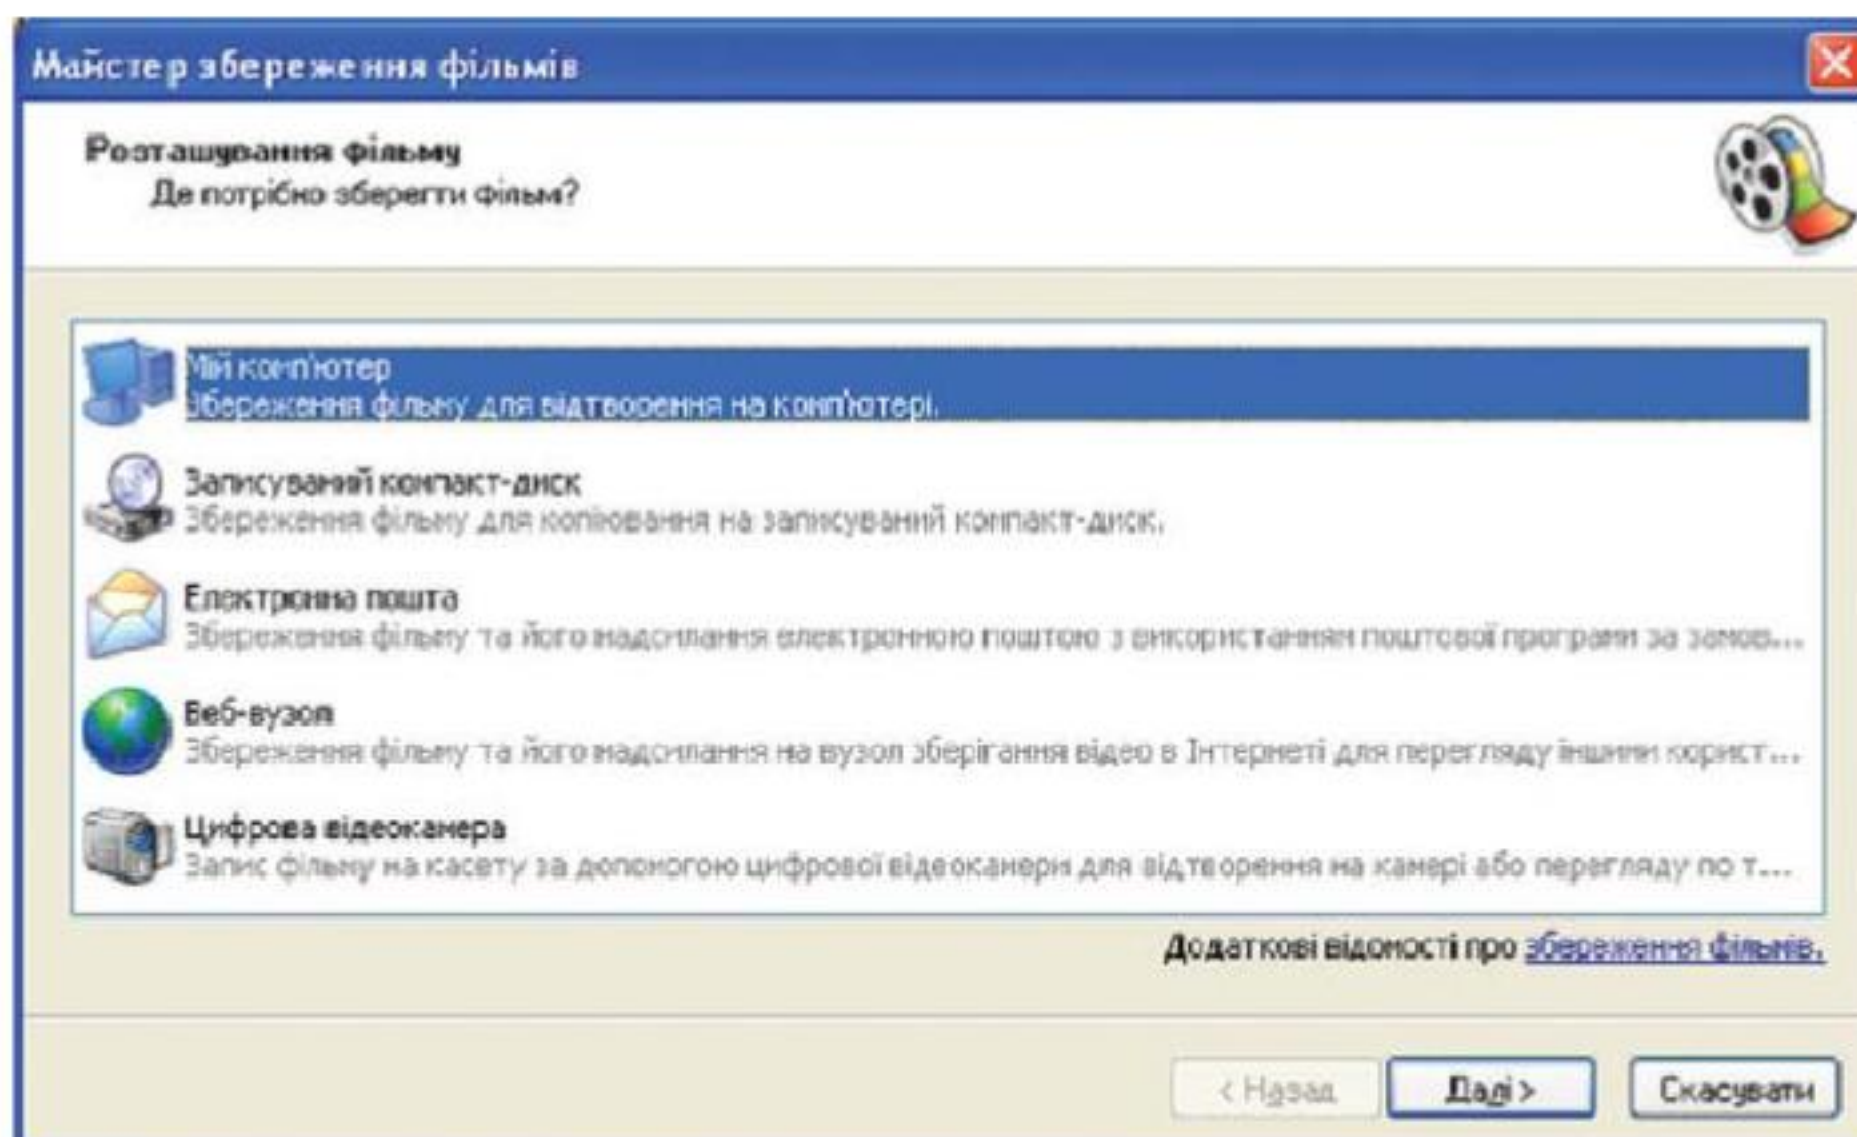 Майстер збереження фільмів
Розташування фільму
Де потрібно зберегти фільм?
Мій комп'ютер
Збереження фільму для відтворення на комп'ютері.
Записуваний компакт-диск
Збереження фільму для копіювання на записуваний компакт-диск.
Електронна пошта
Збереження фільму та його надсилання електронною поштою з використанням поштової програми за замов...
Веб-вузол
Збереження фільму та його надсилання на вузол зберігання відео в Інтернеті для перегляду іншими корист...
Цифрова відеокамера
Запис фільму на касету за допомогою цифрової відеокамери для відтворення на камері або перегляду по т...
Додаткові відомості про збереження фільмів.
< Назад Далі > Скасувати